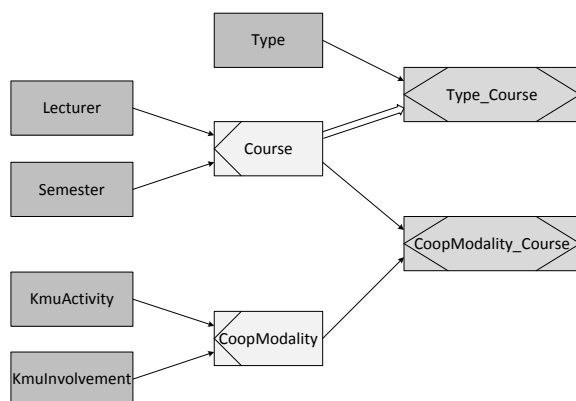 Type
Type_Course
Lecturer
Course
Semester
CoopModality_Course
KmuActivity
CoopModality
KmuInvolvement